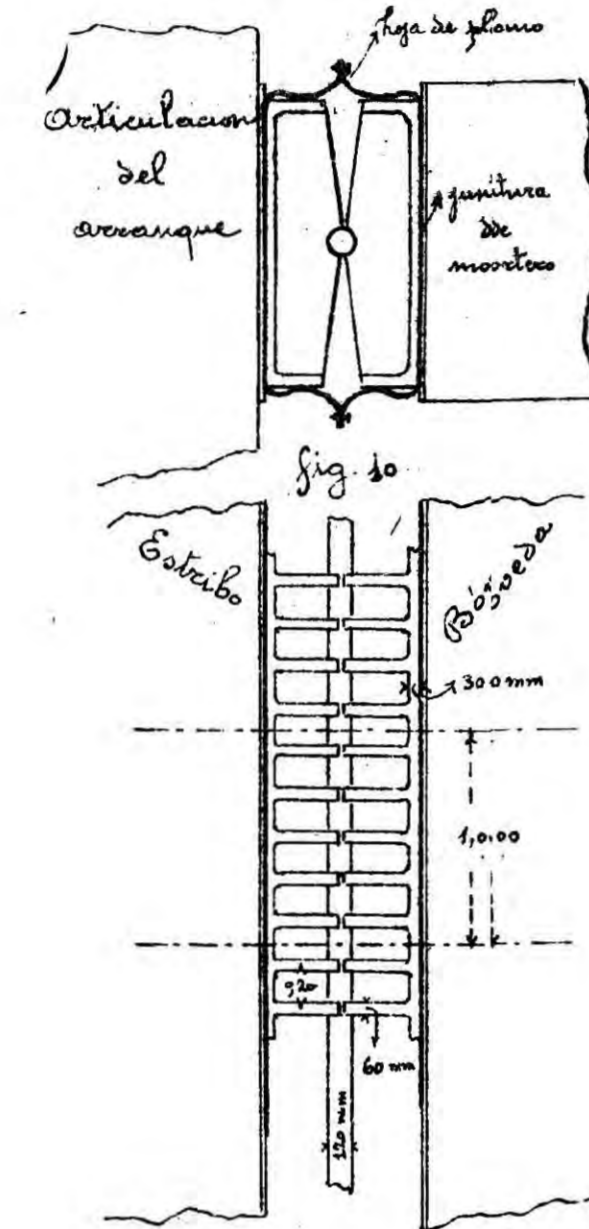 hoja de plomo
Articulacion
del
arranque
juntura
de
mortero
fig. 10
Estribo
Bóveda
300 mm
1,0.00
0,20
60 mm
120 mm